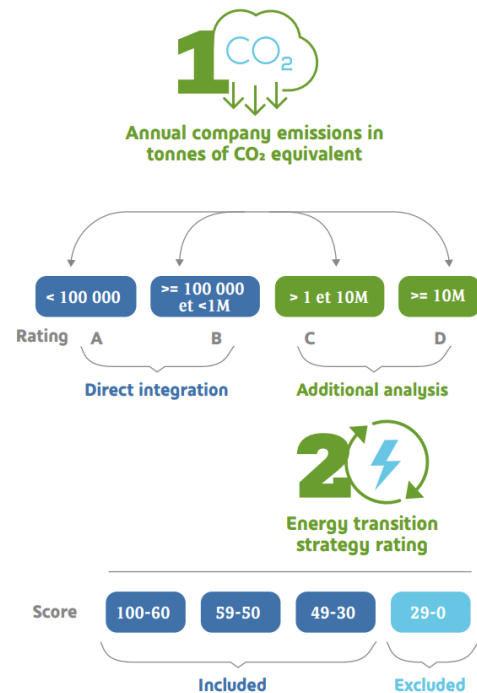 1
CO₂
Annual company emissions in
tonnes of CO₂ equivalent
< 100 000
>= 100 000
et <1M
> 1 et 10M
>= 10M
Rating A B C D
Direct integration
Additional analysis
2
Energy transition
strategy rating
Score 100-60 59-50 49-30 29-0
Included
Excluded